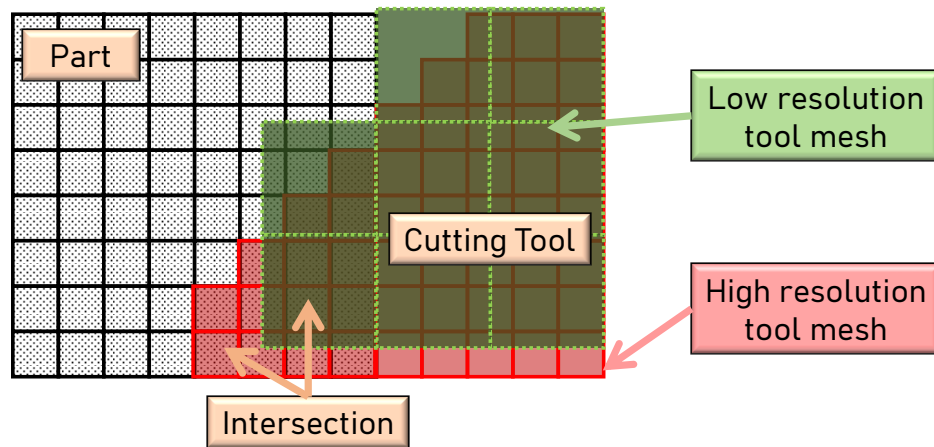 Part
Low resolution
tool mesh
Cutting Tool
High resolution
tool mesh
Intersection